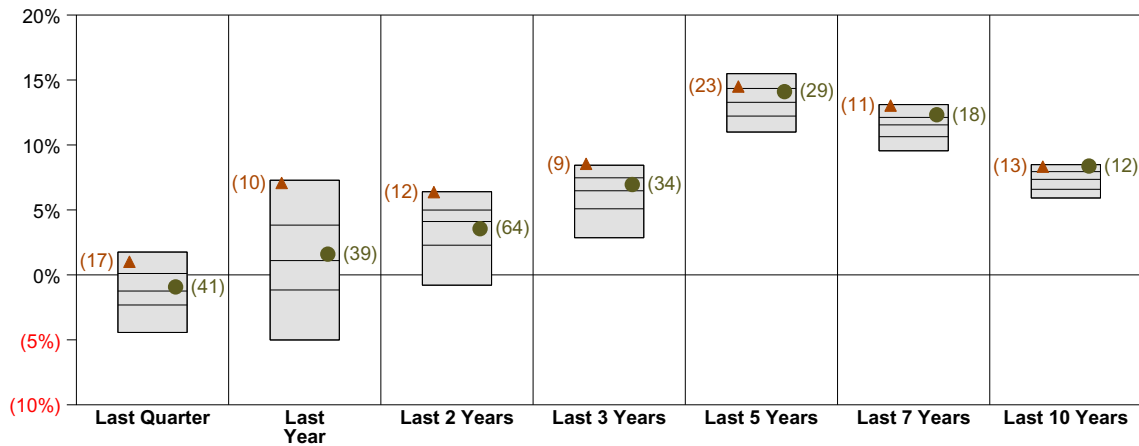 20%
15%
10%
5%
0%
(5%)
(10%)
(17)
(41)
(10)
(39)
(12)
(64)
(9)
(34)
(23)
(29)
(11)
(18)
(13)
(12)
Last Quarter
Last
Year
Last 2 Years
Last 3 Years
Last 5 Years
Last 7 Years
Last 10 Years